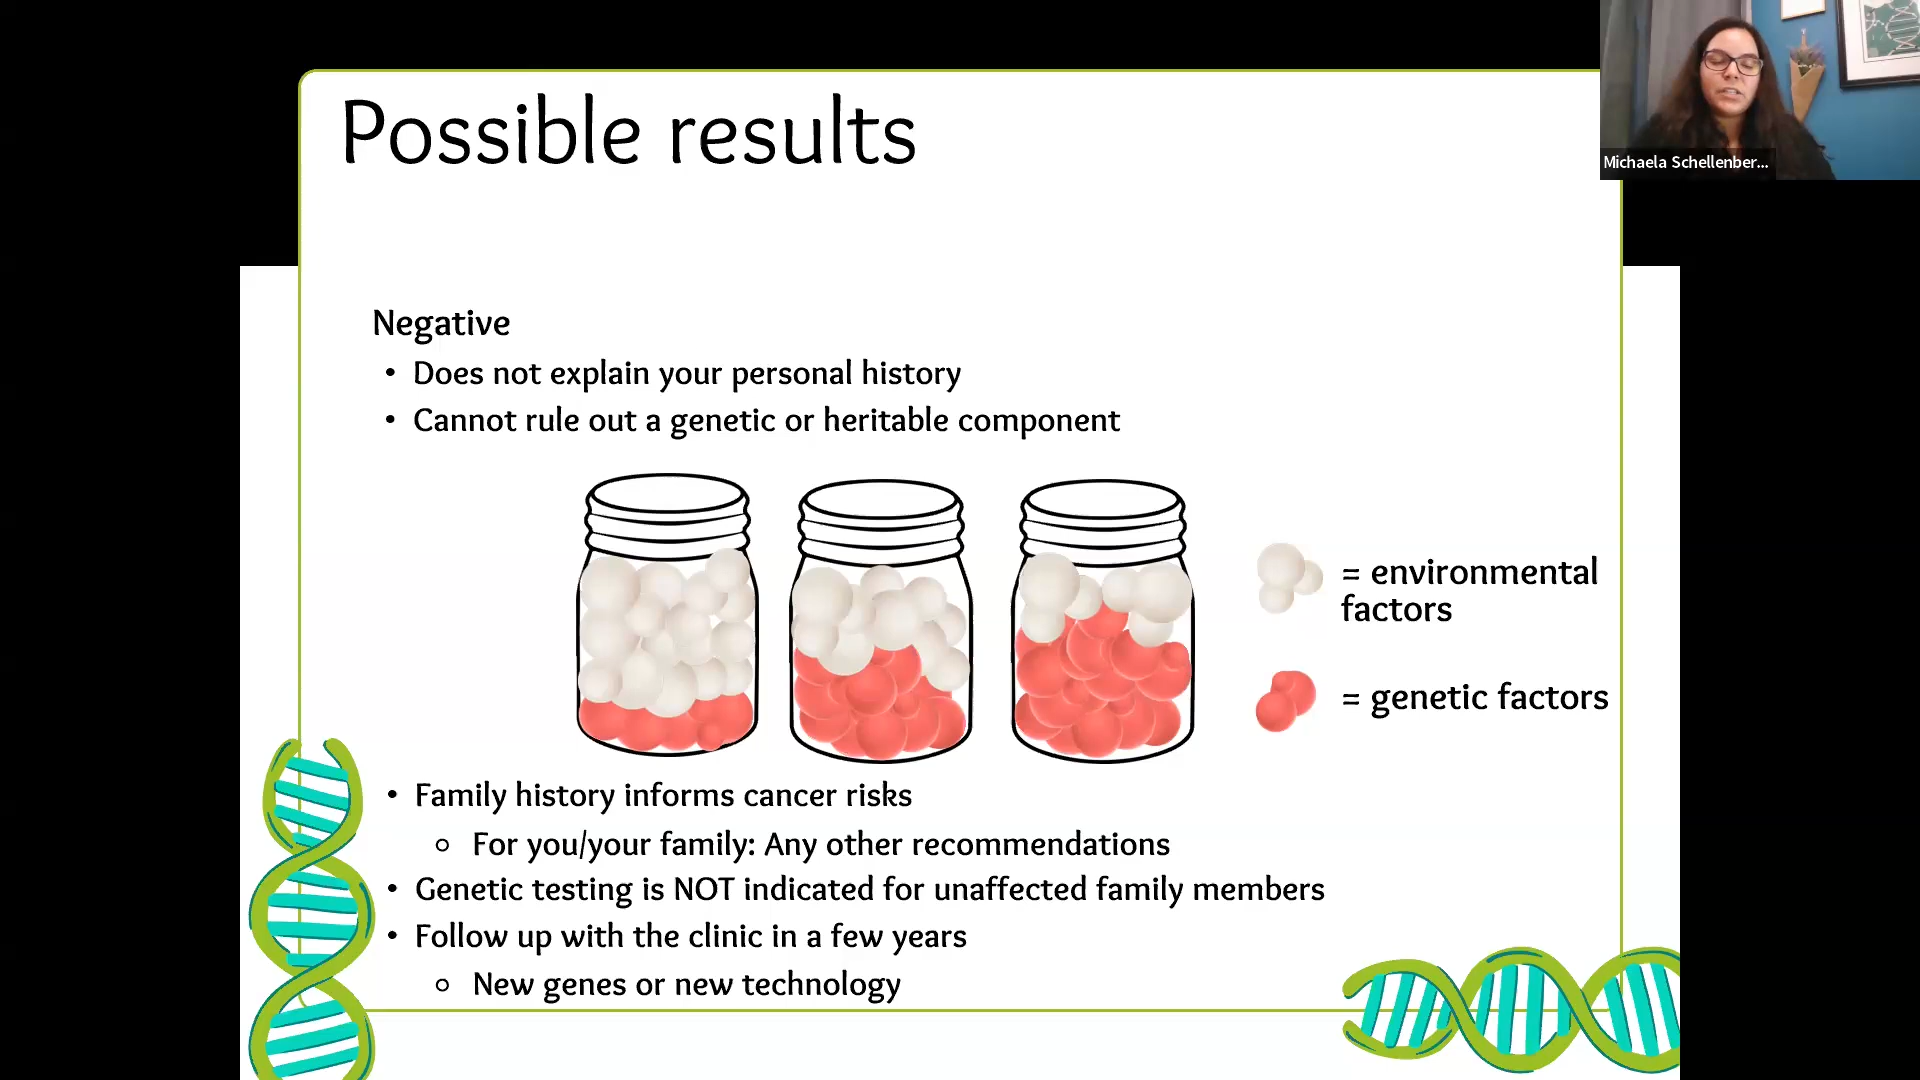 Possible results
Michaela Schellenber...
Negative
• Does not explain your personal history
• Cannot rule out a genetic or heritable component
= environmental
factors
= genetic factors
• Family history informs cancer risks
○ For you/your family: Any other recommendations
• Genetic testing is NOT indicated for unaffected family members
• Follow up with the clinic in a few years
○ New genes or new technology